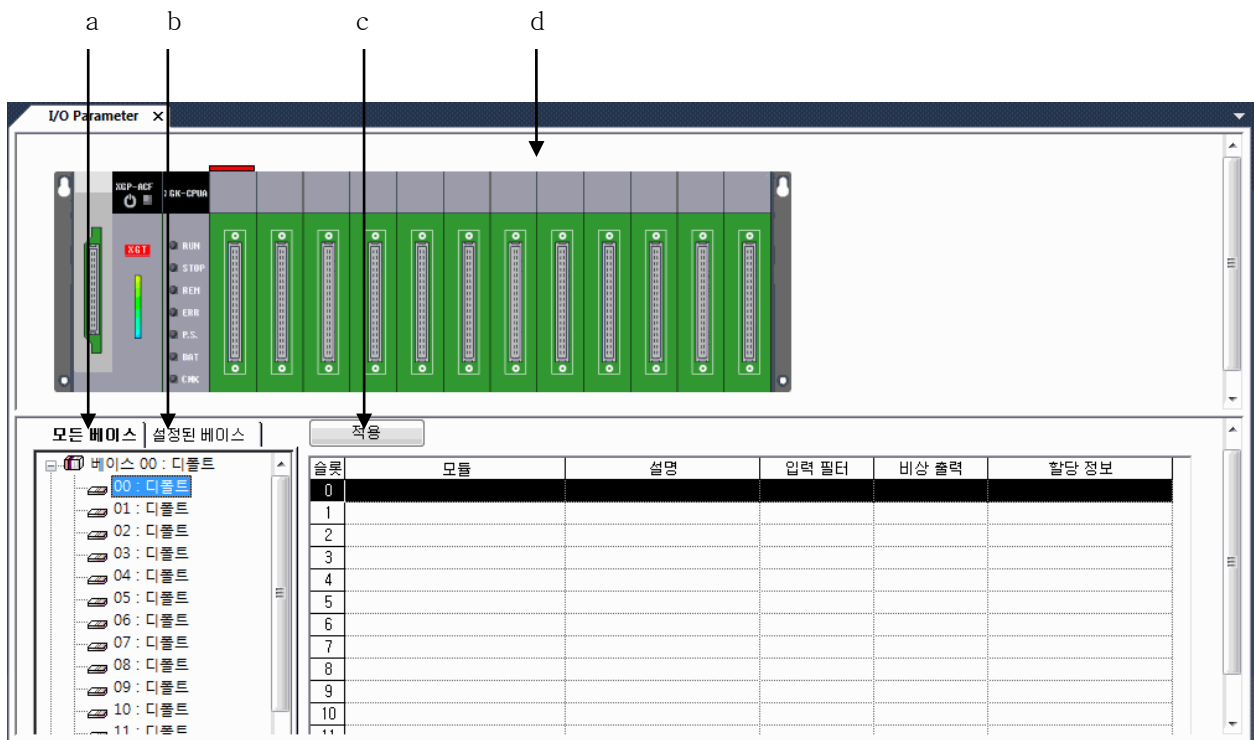 a b c d
I/O Parameter
XGP-ACF
XGK-CPUA
XGT
RUN
STOP
REM
ERR
P.S.
BAT
CHK
모든 베이스 설정된 베이스
적용
베이스 00 : 디폴트
00 : 디폴트
01 : 디폴트
02 : 디폴트
03 : 디폴트
04 : 디폴트
05 : 디폴트
06 : 디폴트
07 : 디폴트
08 : 디폴트
09 : 디폴트
10 : 디폴트
11 : 디폴트
슬롯 모듈 설명 입력 필터 비상 출력 할당 정보
0
1
2
3
4
5
6
7
8
9
10
11